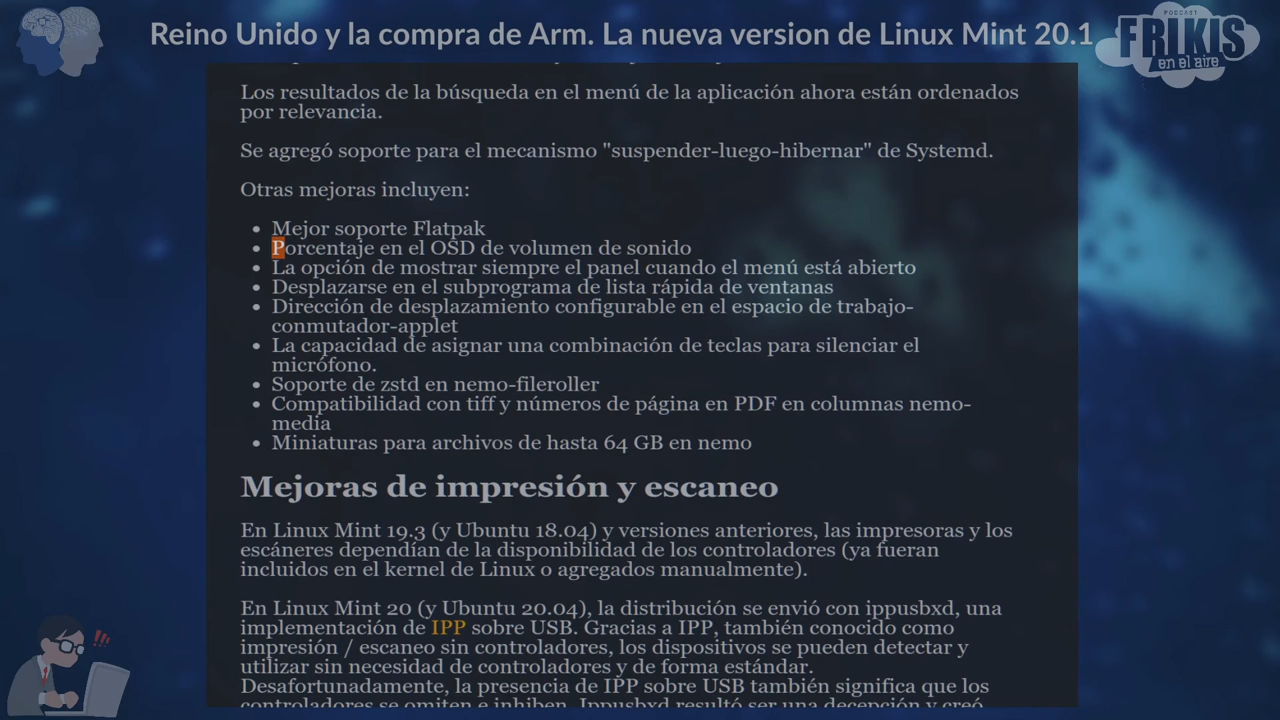 Reino Unido y la compra de Arm. La nueva version de Linux Mint 20.1
PODCAST
FRIKIS
en el aire
Los resultados de la búsqueda en el menú de la aplicación ahora están ordenados
por relevancia.
Se agregó soporte para el mecanismo "suspender-luego-hibernar" de Systemd.
Otras mejoras incluyen:
• Mejor soporte Flatpak
• Porcentaje en el OSD de volumen de sonido
• La opción de mostrar siempre el panel cuando el menú está abierto
• Desplazarse en el subprograma de lista rápida de ventanas
• Dirección de desplazamiento configurable en el espacio de trabajo-
conmutador-applet
• La capacidad de asignar una combinación de teclas para silenciar el
micrófono.
• Soporte de zstd en nemo-fileroller
• Compatibilidad con tiff y números de página en PDF en columnas nemo-
media
• Miniaturas para archivos de hasta 64 GB en nemo
Mejoras de impresión y escaneo
En Linux Mint 19.3 (y Ubuntu 18.04) y versiones anteriores, las impresoras y los
escáneres dependían de la disponibilidad de los controladores (ya fueran
incluidos en el kernel de Linux o agregados manualmente).
En Linux Mint 20 (y Ubuntu 20.04), la distribución se envió con ippusbxd, una
implementación de IPP sobre USB. Gracias a IPP, también conocido como
impresión / escaneo sin controladores, los dispositivos se pueden detectar y
utilizar sin necesidad de controladores y de forma estándar.
Desafortunadamente, la presencia de IPP sobre USB también significa que los
controladores se omiten e inhiben. Ippusbxd resultó ser una decepción y creó
!!!